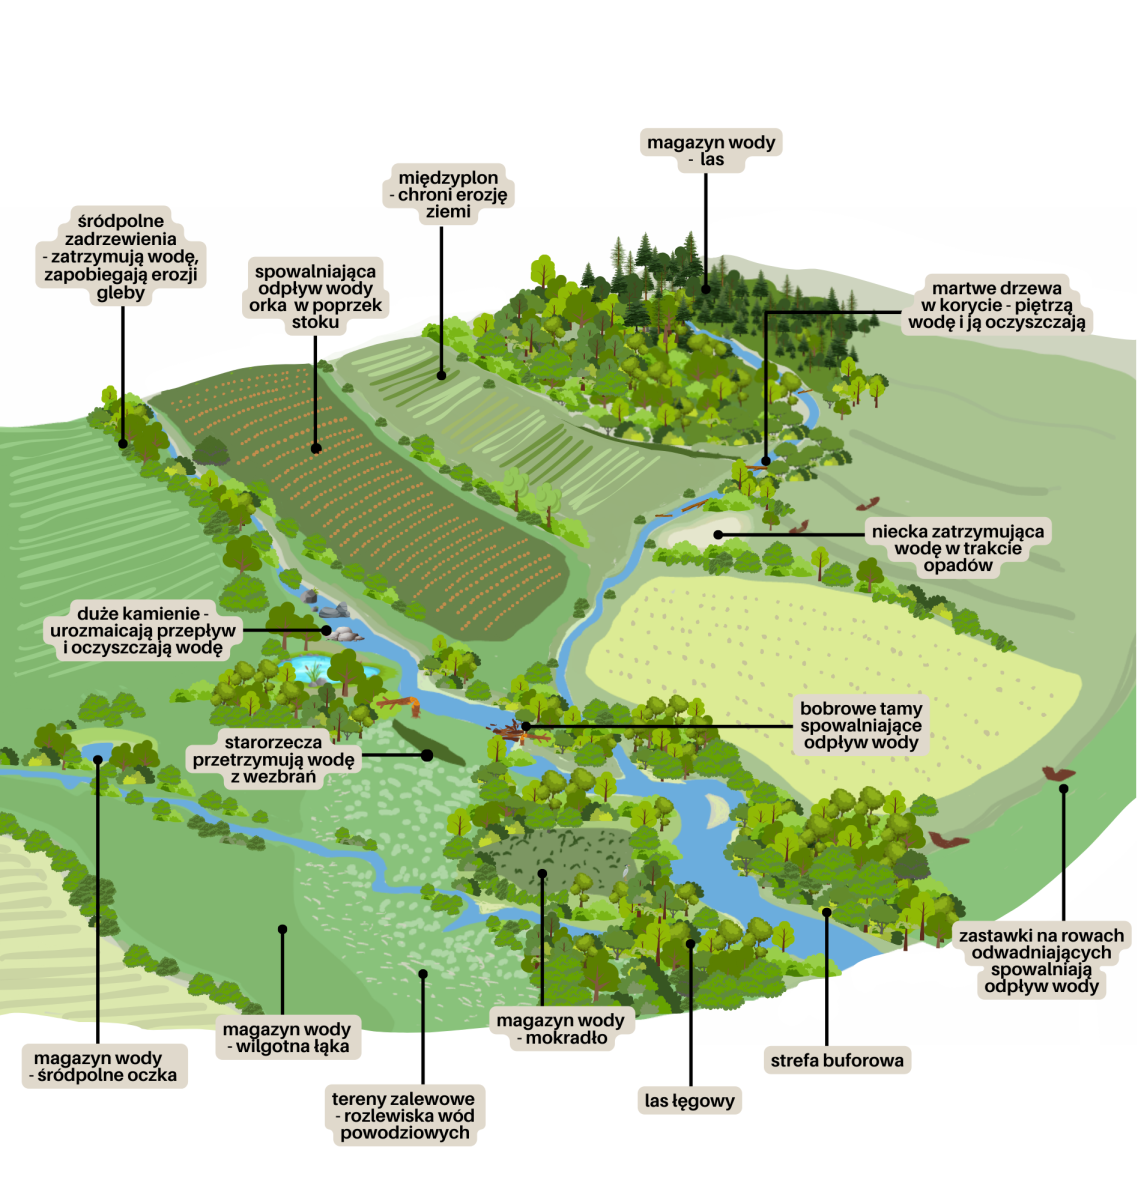 magazyn wody
- las
międzyplon
- chroni erozję
ziemi
śródpolne
zadrzewienia
- zatrzymują wodę,
zapobiegają erozji
gleby
spowalniająca
odpływ wody
orka w poprzek
stoku
martwe drzewa
w korycie - piętrzą
wodę i ją oczyszczają
niecka zatrzymująca
wodę w trakcie
opadów
duże kamienie -
urozmaicają przepływ
i oczyszczają wodę
bobrowe tamy
spowalniające
odpływ wody
starorzecza
przetrzymują wodę
z wezbrań
zastawki na rowach
odwadniających
spowalniają
odpływ wody
magazyn wody
- mokradło
magazyn wody
- wilgotna łąka
strefa buforowa
magazyn wody
- śródpolne oczka
tereny zalewowe
- rozlewiska wód
powodziowych
las łęgowy